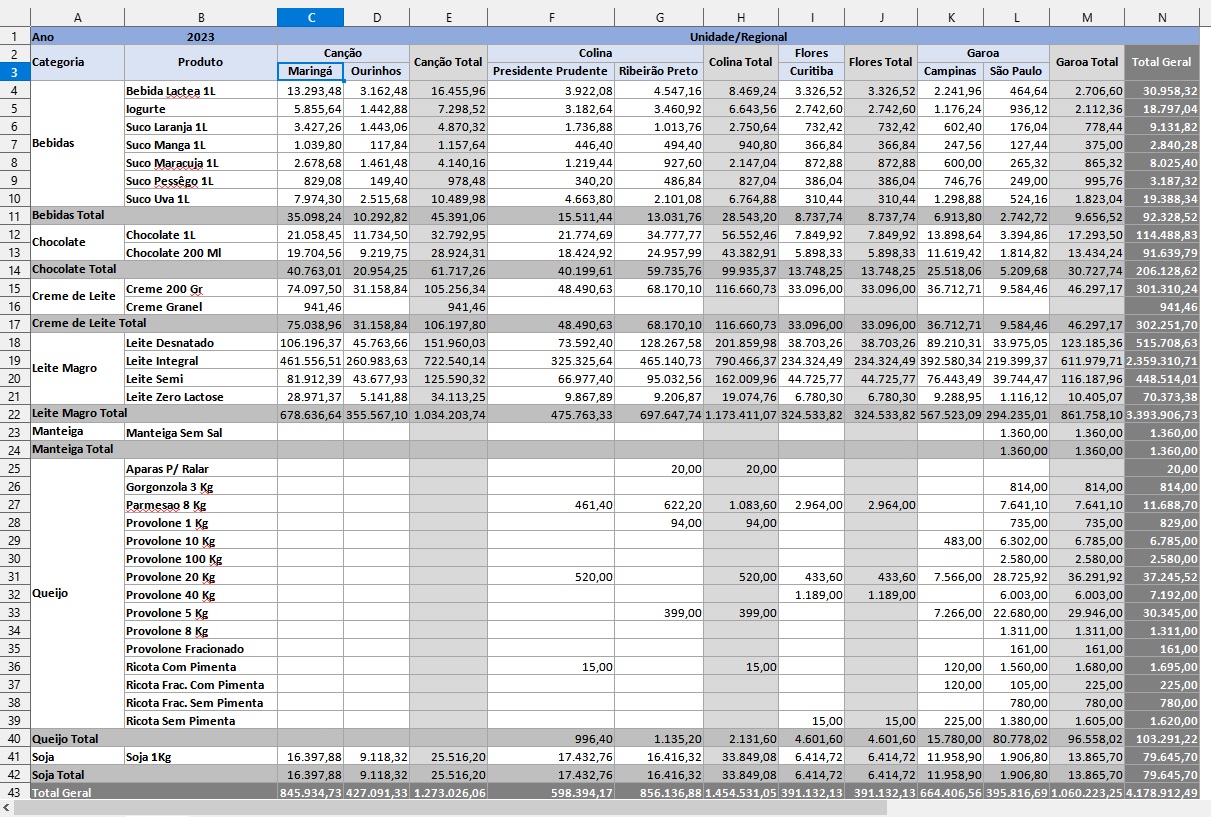 A B C D E F G H I J K L M N
1 Ano 2023 Unidade/Regional
2 Categoria Produto Canção Canção Total Colina Colina Total Flores Flores Total Garoa Garoa Total Total Geral
3 Maringá Ourinhos Presidente Prudente Ribeirão Preto Curitiba Campinas São Paulo
4 Bebidas Bebida Lactea 1L 13.293,48 3.162,48 16.455,96 3.922,08 4.547,16 8.469,24 3.326,52 3.326,52 2.241,96 464,64 2.706,60 30.958,32
5 Iogurte 5.855,64 1.442,88 7.298,52 3.182,64 3.460,92 6.643,56 2.742,60 2.742,60 1.176,24 936,12 2.112,36 18.797,04
6 Suco Laranja 1L 3.427,26 1.443,06 4.870,32 1.736,88 1.013,76 2.750,64 732,42 732,42 602,40 176,04 778,44 9.131,82
7 Suco Manga 1L 1.039,80 117,84 1.157,64 446,40 494,40 940,80 366,84 366,84 247,56 127,44 375,00 2.840,28
8 Suco Maracuja 1L 2.678,68 1.461,48 4.140,16 1.219,44 927,60 2.147,04 872,88 872,88 600,00 265,32 865,32 8.025,40
9 Suco Pessêgo 1L 829,08 149,40 978,48 340,20 486,84 827,04 386,04 386,04 746,76 249,00 995,76 3.187,32
10 Suco Uva 1L 7.974,30 2.515,68 10.489,98 4.663,80 2.101,08 6.764,88 310,44 310,44 1.298,88 524,16 1.823,04 19.388,34
11 Bebidas Total 35.098,24 10.292,82 45.391,06 15.511,44 13.031,76 28.543,20 8.737,74 8.737,74 6.913,80 2.742,72 9.656,52 92.328,52
12 Chocolate Chocolate 1L 21.058,45 11.734,50 32.792,95 21.774,69 34.777,77 56.552,46 7.849,92 7.849,92 13.898,64 3.394,86 17.293,50 114.488,83
13 Chocolate 200 Ml 19.704,56 9.219,75 28.924,31 18.424,92 24.957,99 43.382,91 5.898,33 5.898,33 11.619,42 1.814,82 13.434,24 91.639,79
14 Chocolate Total 40.763,01 20.954,25 61.717,26 40.199,61 59.735,76 99.935,37 13.748,25 13.748,25 25.518,06 5.209,68 30.727,74 206.128,62
15 Creme de Leite Creme 200 Gr 74.097,50 31.158,84 105.256,34 48.490,63 68.170,10 116.660,73 33.096,00 33.096,00 36.712,71 9.584,46 46.297,17 301.310,24
16 Creme Granel 941,46 941,46 941,46
17 Creme de Leite Total 75.038,96 31.158,84 106.197,80 48.490,63 68.170,10 116.660,73 33.096,00 33.096,00 36.712,71 9.584,46 46.297,17 302.251,70
18 Leite Magro Leite Desnatado 106.196,37 45.763,66 151.960,03 73.592,40 128.267,58 201.859,98 38.703,26 38.703,26 89.210,31 33.975,05 123.185,36 515.708,63
19 Leite Integral 461.556,51 260.983,63 722.540,14 325.325,64 465.140,73 790.466,37 234.324,49 234.324,49 392.580,34 219.399,37 611.979,71 2.359.310,71
20 Leite Semi 81.912,39 43.677,93 125.590,32 66.977,40 95.032,56 162.009,96 44.725,77 44.725,77 76.443,49 39.744,47 116.187,96 448.514,01
21 Leite Zero Lactose 28.971,37 5.141,88 34.113,25 9.867,89 9.206,87 19.074,76 6.780,30 6.780,30 9.288,95 1.116,12 10.405,07 70.373,38
22 Leite Magro Total 678.636,64 355.567,10 1.034.203,74 475.763,33 697.647,74 1.173.411,07 324.533,82 324.533,82 567.523,09 294.235,01 861.758,10 3.393.906,73
23 Manteiga Manteiga Sem Sal 1.360,00 1.360,00 1.360,00
24 Manteiga Total 1.360,00 1.360,00 1.360,00
25 Queijo Aparas P/ Ralar 20,00 20,00 20,00
26 Gorgonzola 3 Kg 814,00 814,00 814,00
27 Parmesao 8 Kg 461,40 622,20 1.083,60 2.964,00 2.964,00 7.641,10 7.641,10 11.688,70
28 Provolone 1 Kg 94,00 94,00 735,00 735,00 829,00
29 Provolone 10 Kg 483,00 6.302,00 6.785,00 6.785,00
30 Provolone 100 Kg 2.580,00 2.580,00 2.580,00
31 Provolone 20 Kg 520,00 520,00 433,60 433,60 7.566,00 28.725,92 36.291,92 37.245,52
32 Provolone 40 Kg 1.189,00 1.189,00 6.003,00 6.003,00 7.192,00
33 Provolone 5 Kg 399,00 399,00 7.266,00 22.680,00 29.946,00 30.345,00
34 Provolone 8 Kg 1.311,00 1.311,00 1.311,00
35 Provolone Fracionado 161,00 161,00 161,00
36 Ricota Com Pimenta 15,00 15,00 120,00 1.560,00 1.680,00 1.695,00
37 Ricota Frac. Com Pimenta 120,00 105,00 225,00 225,00
38 Ricota Frac. Sem Pimenta 780,00 780,00 780,00
39 Ricota Sem Pimenta 15,00 15,00 225,00 1.380,00 1.605,00 1.620,00
40 Queijo Total 996,40 1.135,20 2.131,60 4.601,60 4.601,60 15.780,00 80.778,02 96.558,02 103.291,22
41 Soja Soja 1Kg 16.397,88 9.118,32 25.516,20 17.432,76 16.416,32 33.849,08 6.414,72 6.414,72 11.958,90 1.906,80 13.865,70 79.645,70
42 Soja Total 16.397,88 9.118,32 25.516,20 17.432,76 16.416,32 33.849,08 6.414,72 6.414,72 11.958,90 1.906,80 13.865,70 79.645,70
43 Total Geral 845.934,73 427.091,33 1.273.026,06 598.394,17 856.136,88 1.454.531,05 391.132,13 391.132,13 664.406,56 395.816,69 1.060.223,25 4.178.912,49